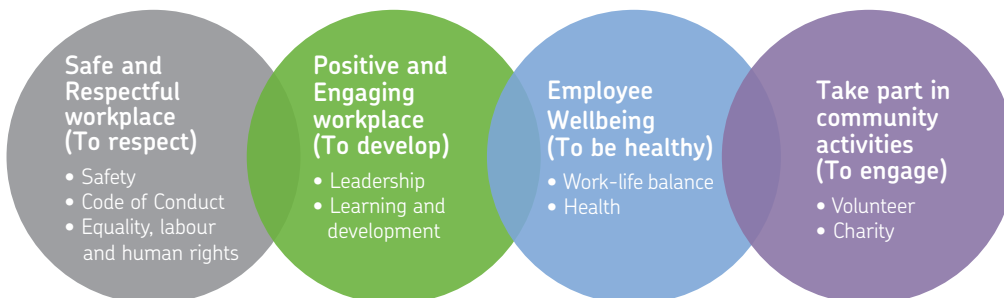 Safe and
Respectful
workplace
(To respect)
• Safety
• Code of Conduct
• Equality, labour
and human rights
Positive and
Engaging
workplace
(To develop)
• Leadership
• Learning and
development
Employee
Wellbeing
(To be healthy)
• Work-life balance
• Health
Take part in
community
activities
(To engage)
• Volunteer
• Charity